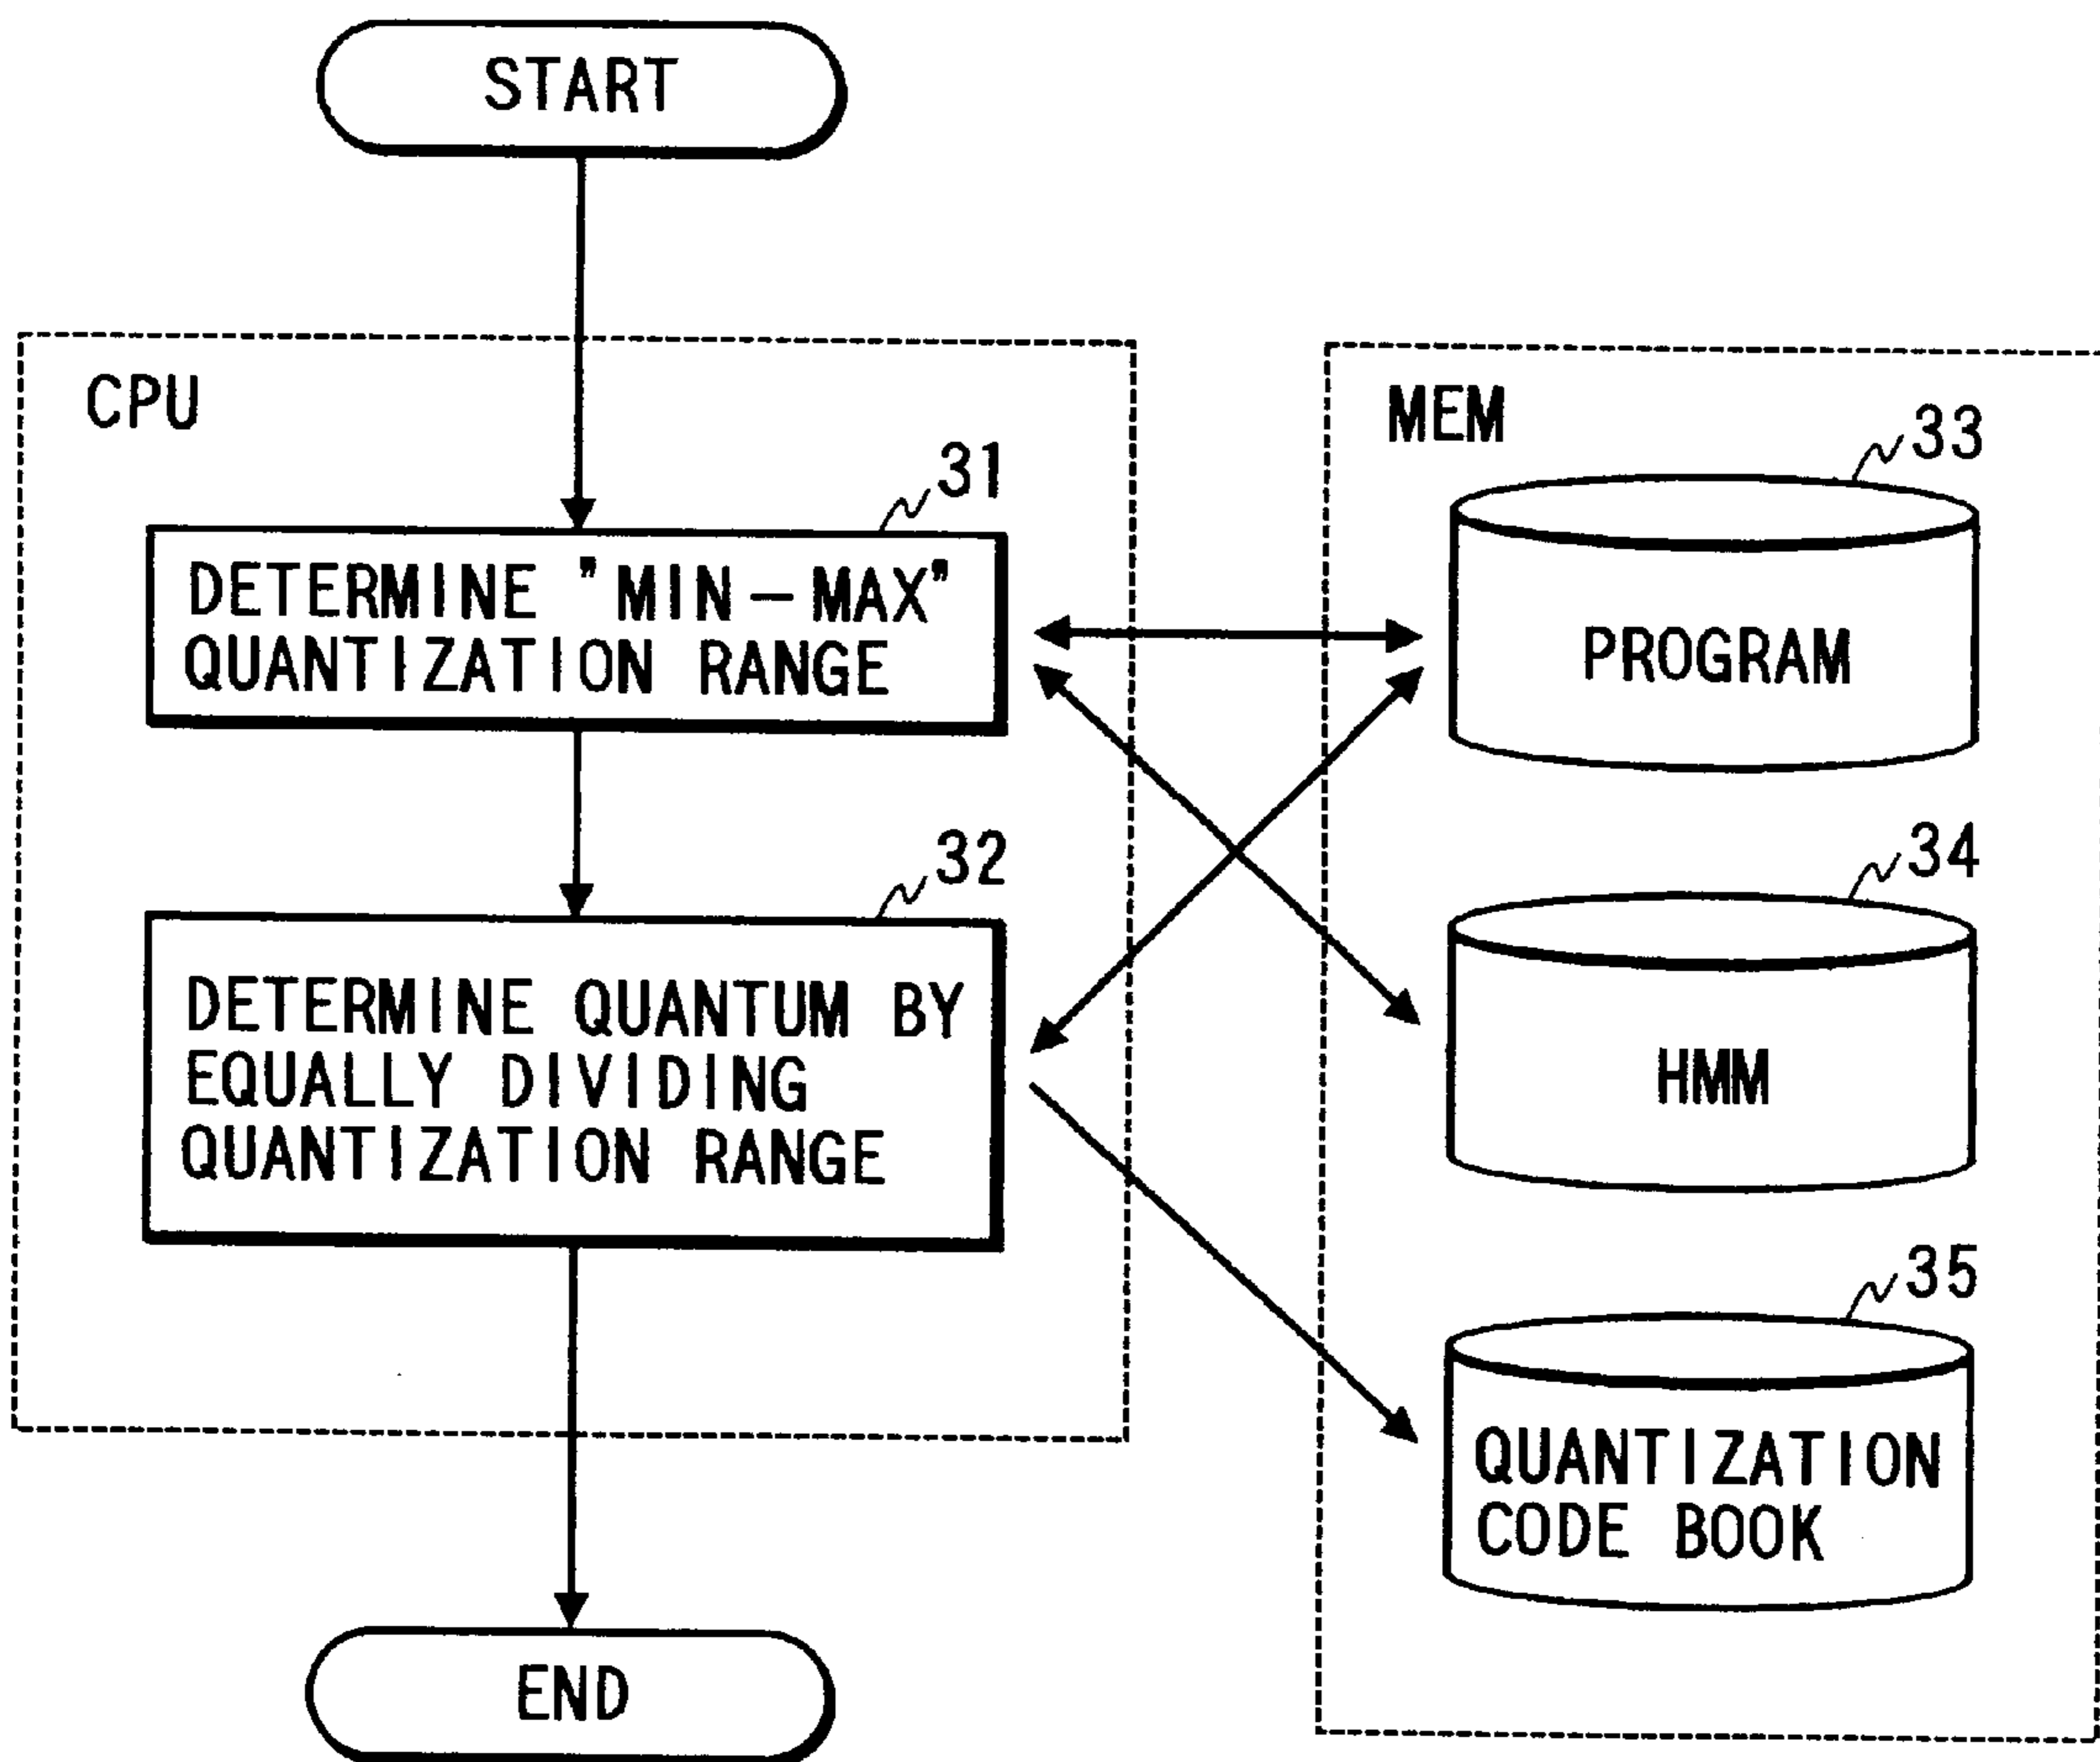 START
CPU
31
DETERMINE "MIN-MAX"
QUANTIZATION RANGE
32
DETERMINE QUANTUM BY
EQUALLY DIVIDING
QUANTIZATION RANGE
END
MEM
33
PROGRAM
34
HMM
35
QUANTIZATION
CODE BOOK